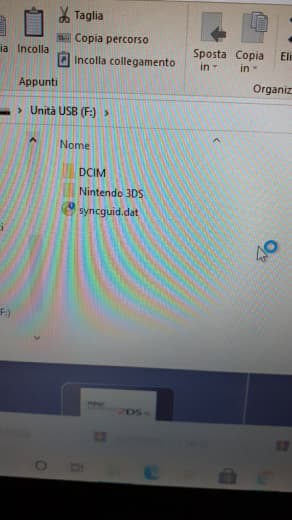 Taglia
Incolla
Copia percorso
Incolla collegamento
Sposta in
Copia in
Appunti
Organiz
> Unità USB (F:) >
Nome
DCIM
Nintendo 3DS
syncguid.dat
F:)
2DS